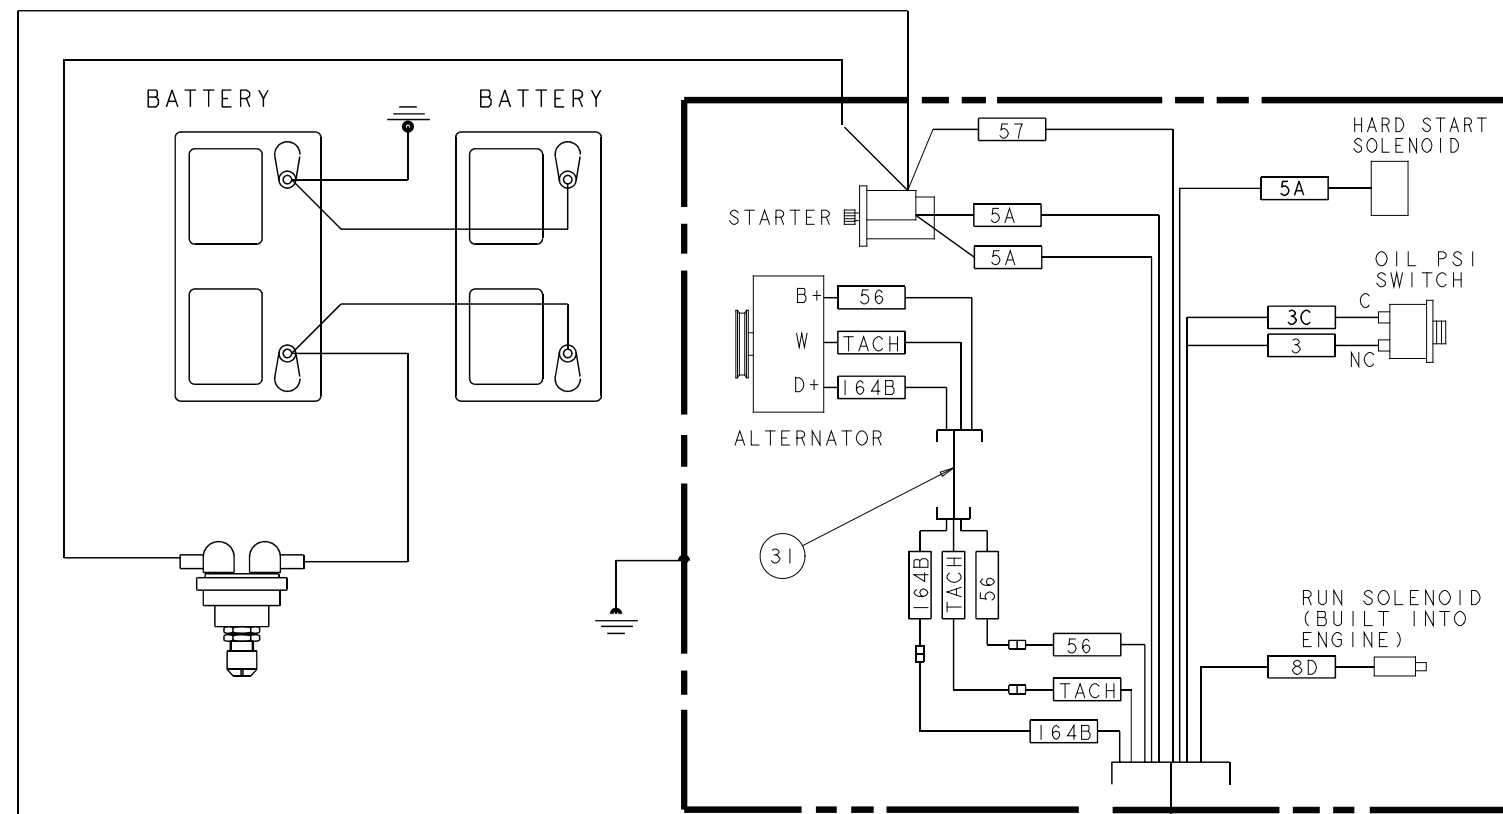 BATTERY
BATTERY
57
HARD START
SOLENOID
5A
STARTER
5A
5A
OIL PSI
SWITCH
C
3C
3
NC
B+
56
W
TACH
D+
164B
ALTERNATOR
31
164B
TACH
56
56
TACH
164B
RUN SOLENOID
(BUILT INTO
ENGINE)
8D